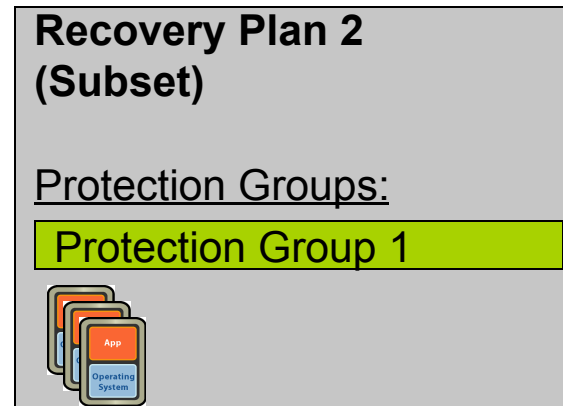 Recovery Plan 2
(Subset)
Protection Groups:
Protection Group 1
App
Operating
System